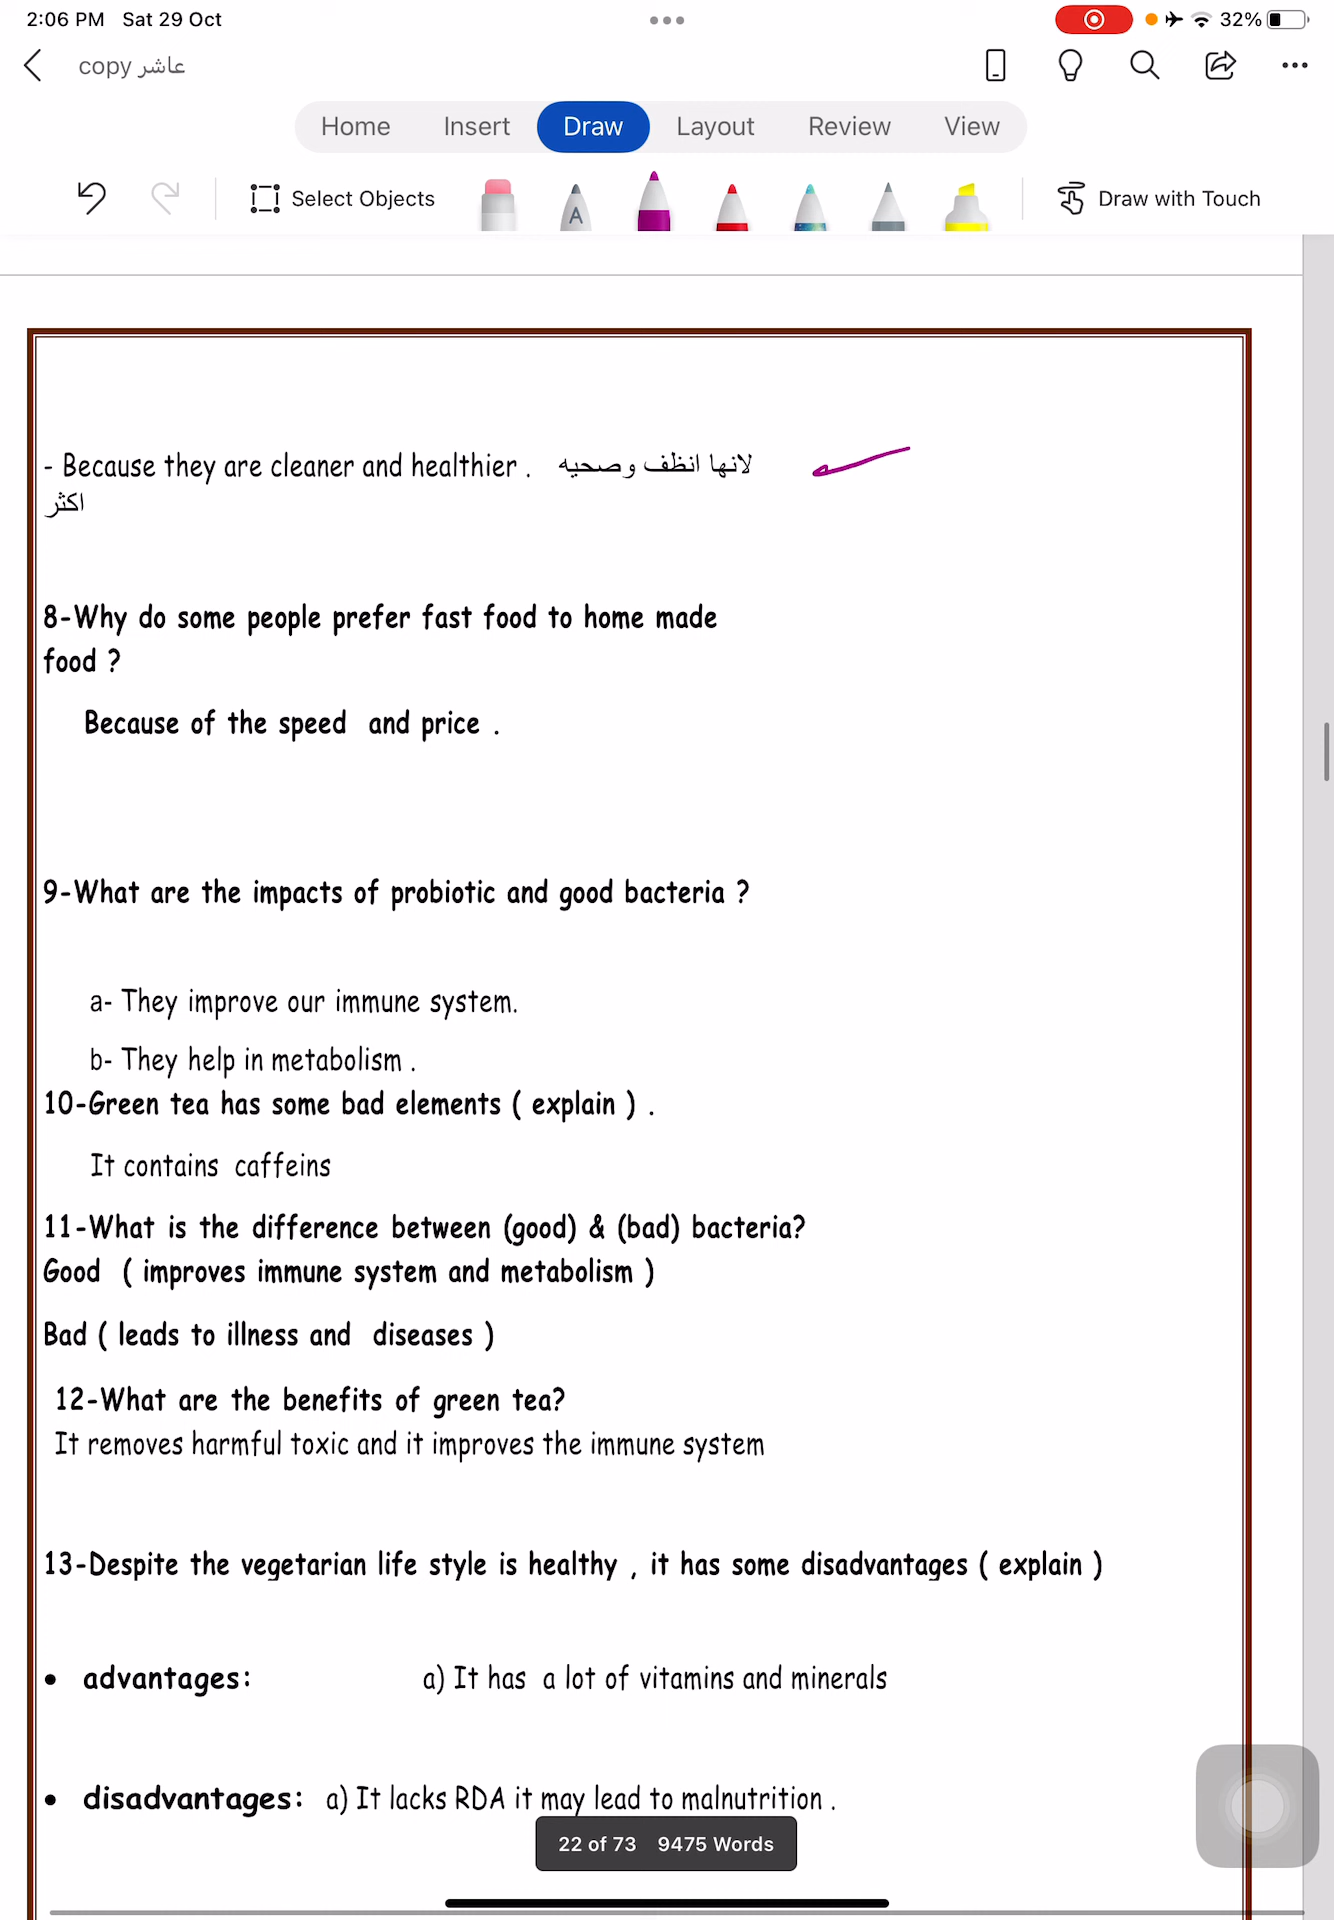 2:06 PM Sat 29 Oct 32%
copy عاشر
Home Insert Draw Layout Review View
Select Objects A Draw with Touch
- Because they are cleaner and healthier . لانها انظف وصحيه
اكثر
8-Why do some people prefer fast food to home made
food ?
Because of the speed and price .
9-What are the impacts of probiotic and good bacteria ?
a- They improve our immune system.
b- They help in metabolism .
10-Green tea has some bad elements ( explain ) .
It contains caffeins
11-What is the difference between (good) & (bad) bacteria?
Good ( improves immune system and metabolism )
Bad ( leads to illness and diseases )
12-What are the benefits of green tea?
It removes harmful toxic and it improves the immune system
13-Despite the vegetarian life style is healthy , it has some disadvantages ( explain )
• advantages: a) It has a lot of vitamins and minerals
• disadvantages: a) It lacks RDA it may lead to malnutrition .
22 of 73 9475 Words